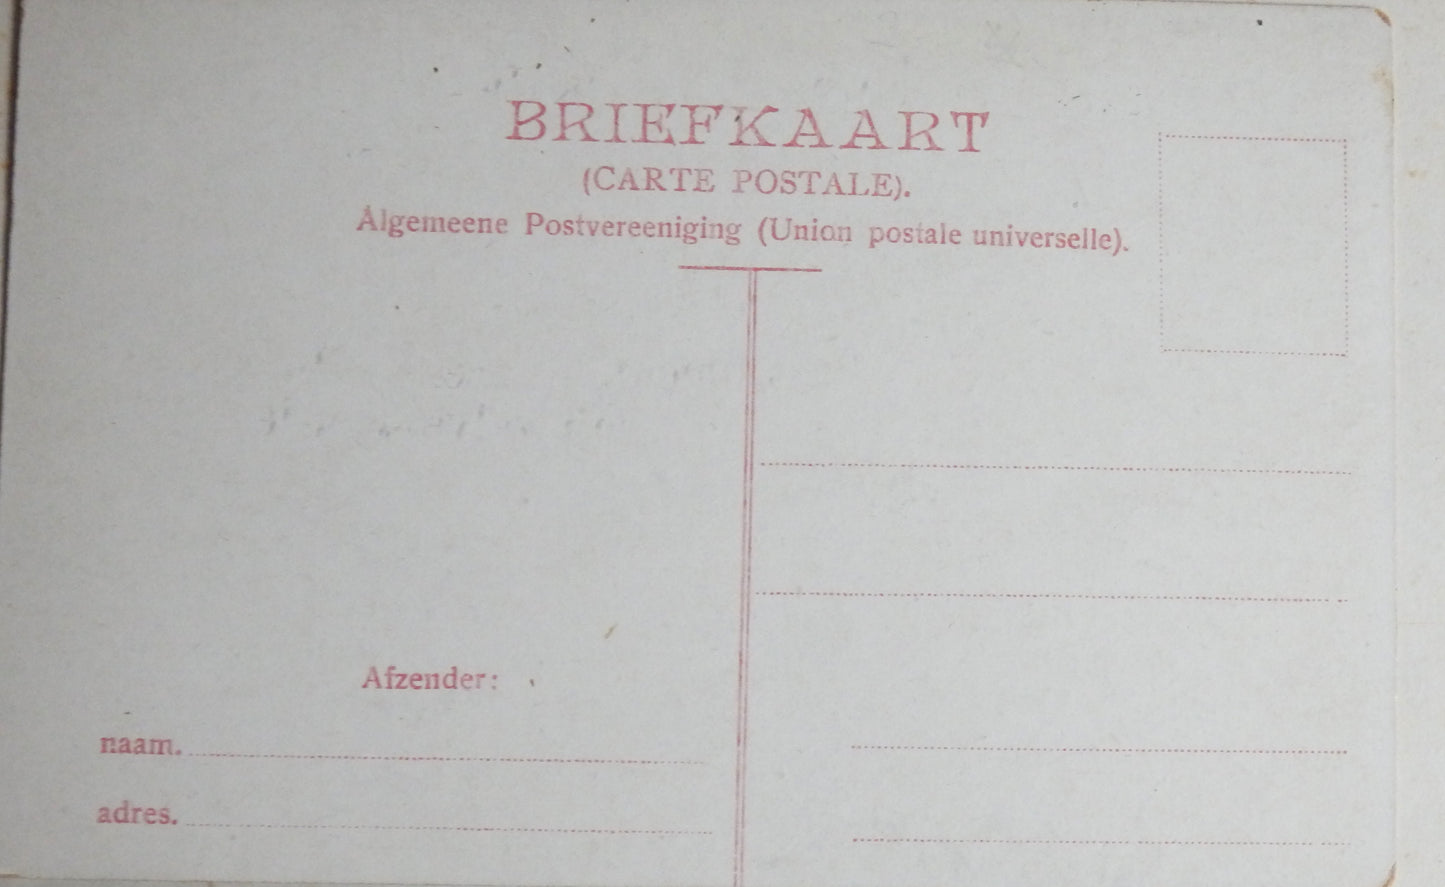 BRIEFKAART
(CARTE POSTALE).
Algemeene Postvereeniging (Union postale universelle).
Afzender:
naam.
adres.